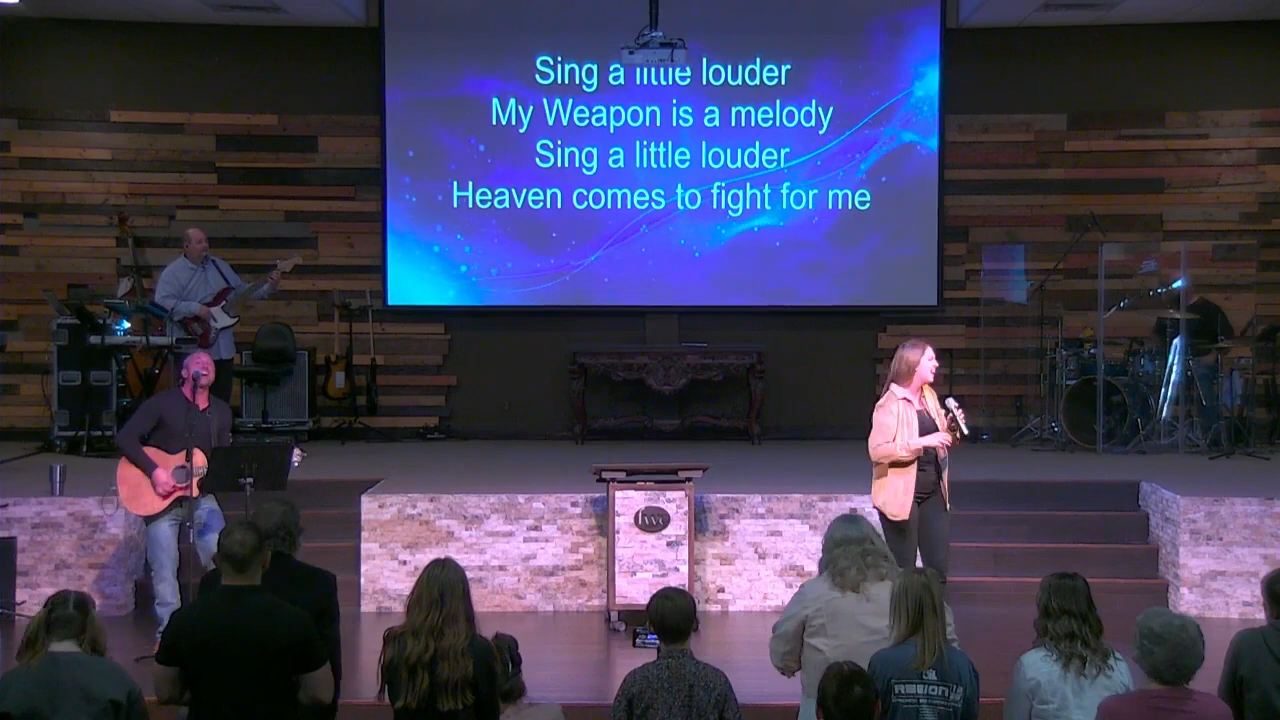 Sing a little louder
My Weapon is a melody
Sing a little louder
Heaven comes to fight for me